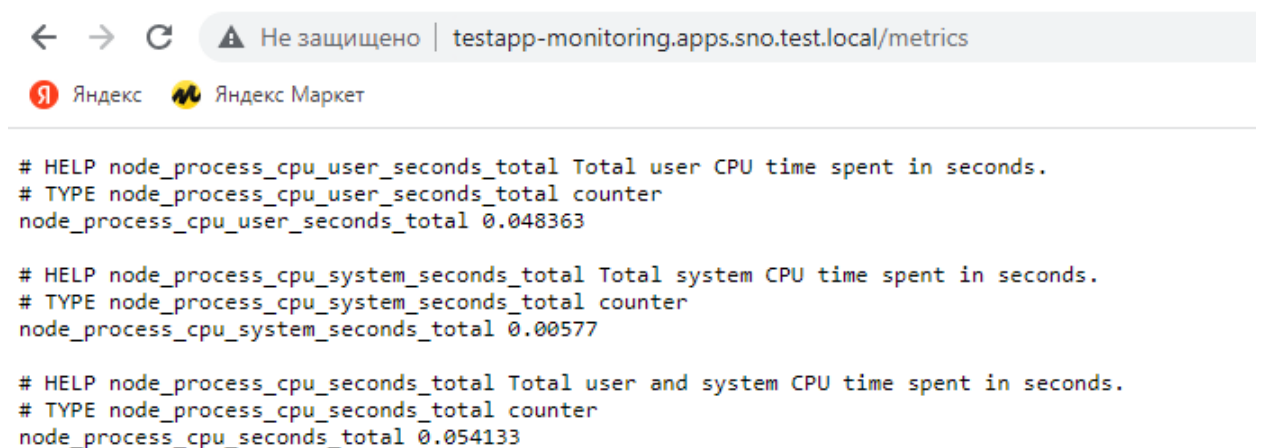 Не защищено | testapp-monitoring.apps.sno.test.local/metrics
Я Яндекс Яндекс Маркет
# HELP node_process_cpu_user_seconds_total Total user CPU time spent in seconds.
# TYPE node_process_cpu_user_seconds_total counter
node_process_cpu_user_seconds_total 0.048363
# HELP node_process_cpu_system_seconds_total Total system CPU time spent in seconds.
# TYPE node_process_cpu_system_seconds_total counter
node_process_cpu_system_seconds_total 0.00577
# HELP node_process_cpu_seconds_total Total user and system CPU time spent in seconds.
# TYPE node_process_cpu_seconds_total counter
node_process_cpu_seconds_total 0.054133